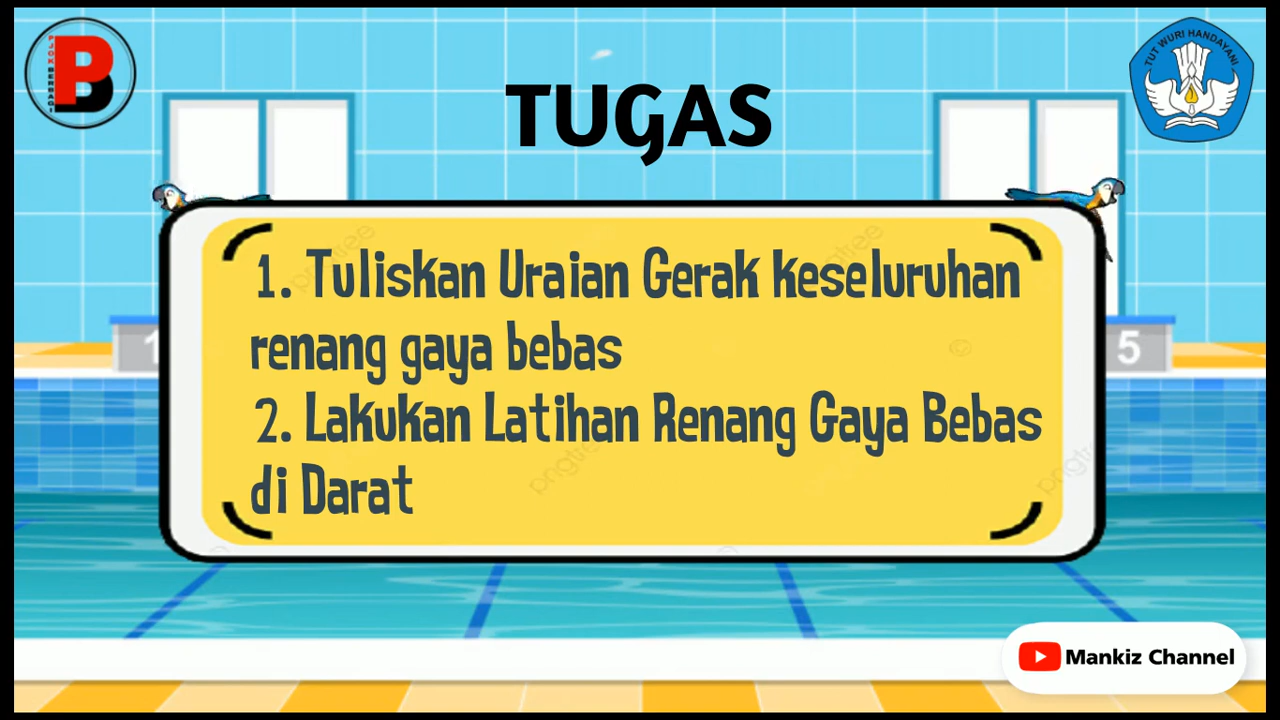 TUGAS
TUT WURI HANDAYANI
1. Tuliskan Uraian Gerak keseluruhan
renang gaya bebas
2. Lakukan Latihan Renang Gaya Bebas
di Darat
5
Mankiz Channel